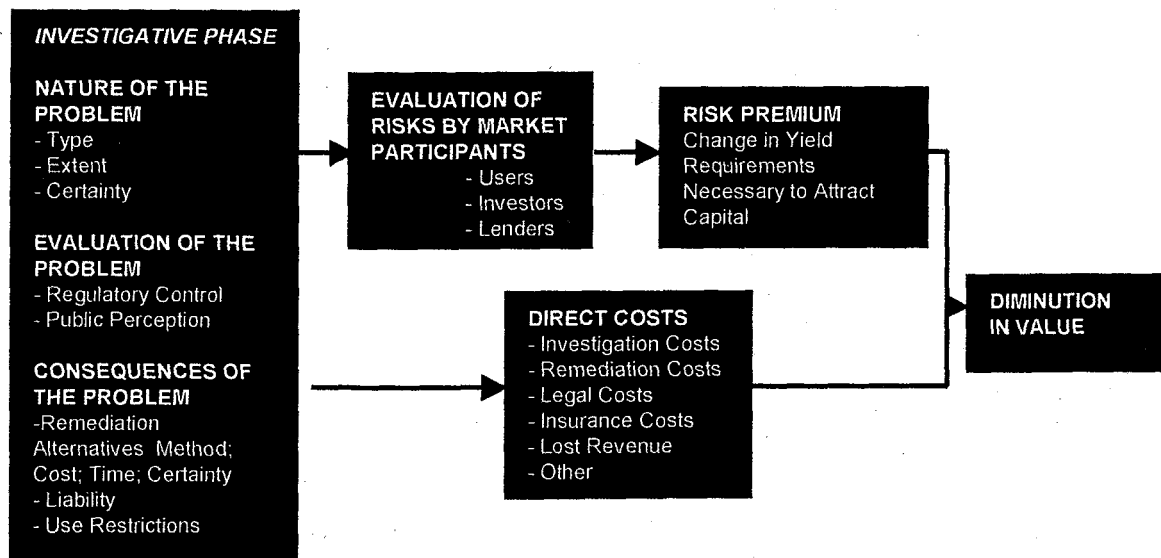 INVESTIGATIVE PHASE
NATURE OF THE
PROBLEM
- Type
- Extent
- Certainty
EVALUATION OF THE
PROBLEM
- Regulatory Control
- Public Perception
CONSEQUENCES OF
THE PROBLEM
-Remediation
Alternatives Method;
Cost; Time; Certainty
- Liability
- Use Restrictions
EVALUATION OF
RISKS BY MARKET
PARTICIPANTS
- Users
- Investors
- Lenders
RISK PREMIUM
Change in Yield
Requirements
Necessary to Attract
Capital
DIRECT COSTS
- Investigation Costs
- Remediation Costs
- Legal Costs
- Insurance Costs
- Lost Revenue
- Other
DIMINUTION
IN VALUE